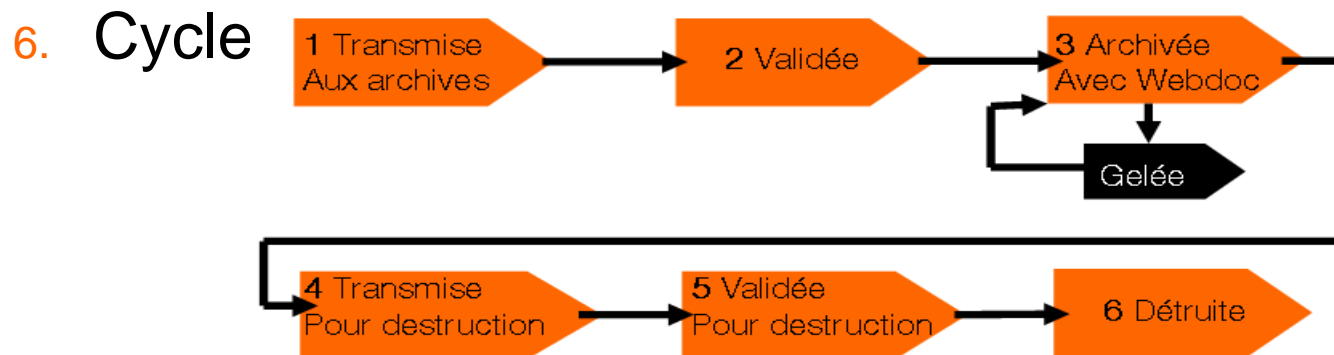 6. Cycle
1 Transmise
Aux archives
2 Validée
3 Archivée
Avec Webdoc
Gelée
4 Transmise
Pour destruction
5 Validée
Pour destruction
6 Détruite